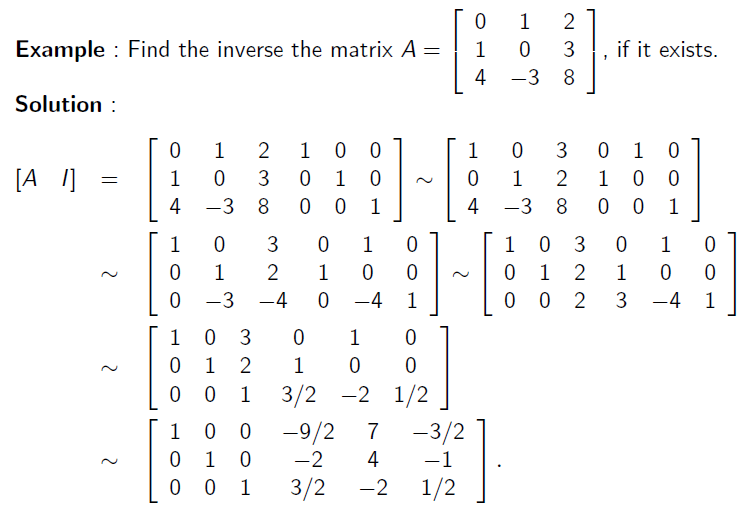 Example : Find the inverse the matrix A = [ 0 1 2 ; 1 0 3 ; 4 −3 8 ], if it exists.
Solution :
[A I] = [ 0 1 2 1 0 0 ; 1 0 3 0 1 0 ; 4 −3 8 0 0 1 ] ~ [ 1 0 3 0 1 0 ; 0 1 2 1 0 0 ; 4 −3 8 0 0 1 ]
~ [ 1 0 3 0 1 0 ; 0 1 2 1 0 0 ; 0 −3 −4 0 −4 1 ] ~ [ 1 0 3 0 1 0 ; 0 1 2 1 0 0 ; 0 0 2 3 −4 1 ]
~ [ 1 0 3 0 1 0 ; 0 1 2 1 0 0 ; 0 0 1 3/2 −2 1/2 ]
~ [ 1 0 0 −9/2 7 −3/2 ; 0 1 0 −2 4 −1 ; 0 0 1 3/2 −2 1/2 ].